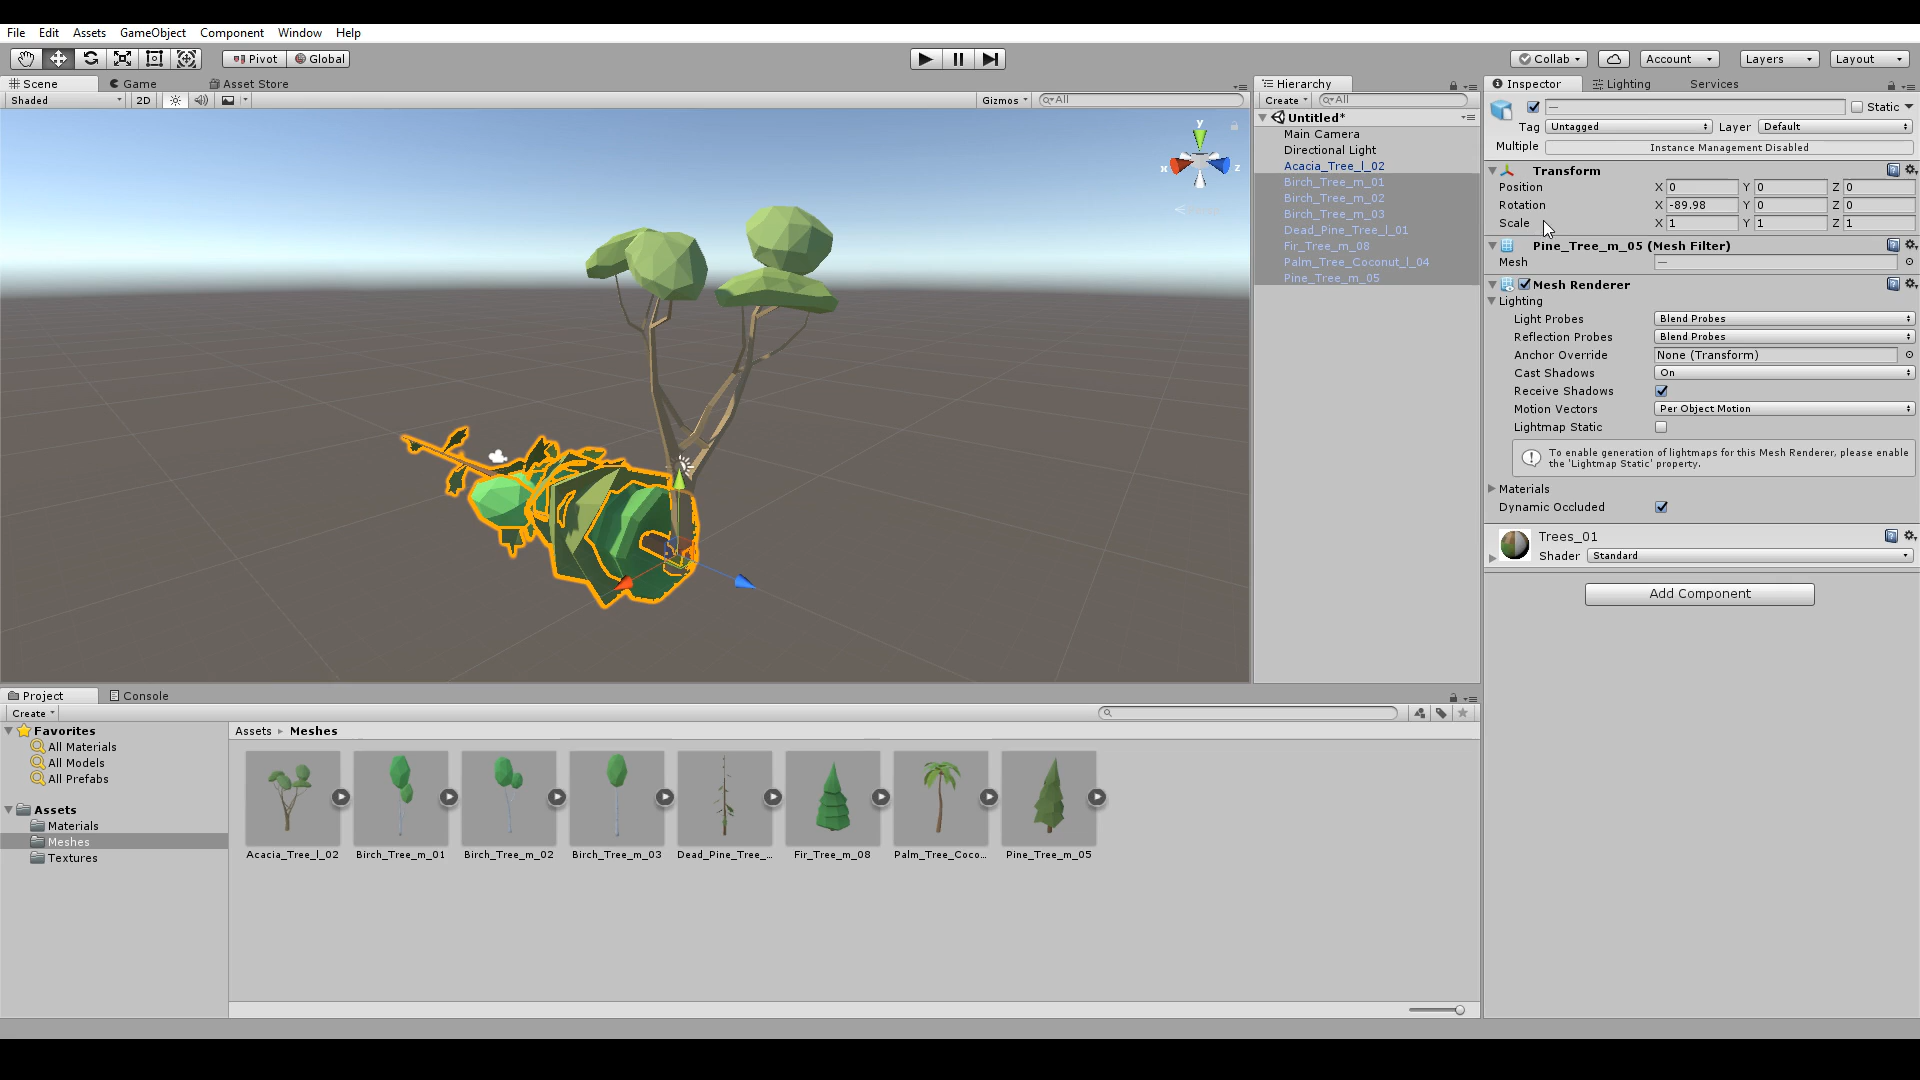 File Edit Assets GameObject Component Window Help
Pivot Global Collab Account Layers Layout
Scene Game Asset Store
Shaded 2D Gizmos All
y
x z
Hierarchy
Create All
Untitled*
Main Camera
Directional Light
Acacia_Tree_l_02
Birch_Tree_m_01
Birch_Tree_m_02
Birch_Tree_m_03
Dead_Pine_Tree_l_01
Fir_Tree_m_08
Palm_Tree_Coconut_l_04
Pine_Tree_m_05
Inspector Lighting Services
— Static
Tag Untagged Layer Default
Multiple Instance Management Disabled
Transform
Position X 0 Y 0 Z 0
Rotation X -89.98 Y 0 Z 0
Scale X 1 Y 1 Z 1
Pine_Tree_m_05 (Mesh Filter)
Mesh —
Mesh Renderer
Lighting
Light Probes Blend Probes
Reflection Probes Blend Probes
Anchor Override None (Transform)
Cast Shadows On
Receive Shadows
Motion Vectors Per Object Motion
Lightmap Static
To enable generation of lightmaps for this Mesh Renderer, please enable
the 'Lightmap Static' property.
Materials
Dynamic Occluded
Trees_01
Shader Standard
Add Component
Project Console
Create
Favorites
All Materials
All Models
All Prefabs
Assets
Materials
Meshes
Textures
Assets Meshes
Acacia_Tree_l_02 Birch_Tree_m_01 Birch_Tree_m_02 Birch_Tree_m_03 Dead_Pine_Tree_... Fir_Tree_m_08 Palm_Tree_Coco... Pine_Tree_m_05